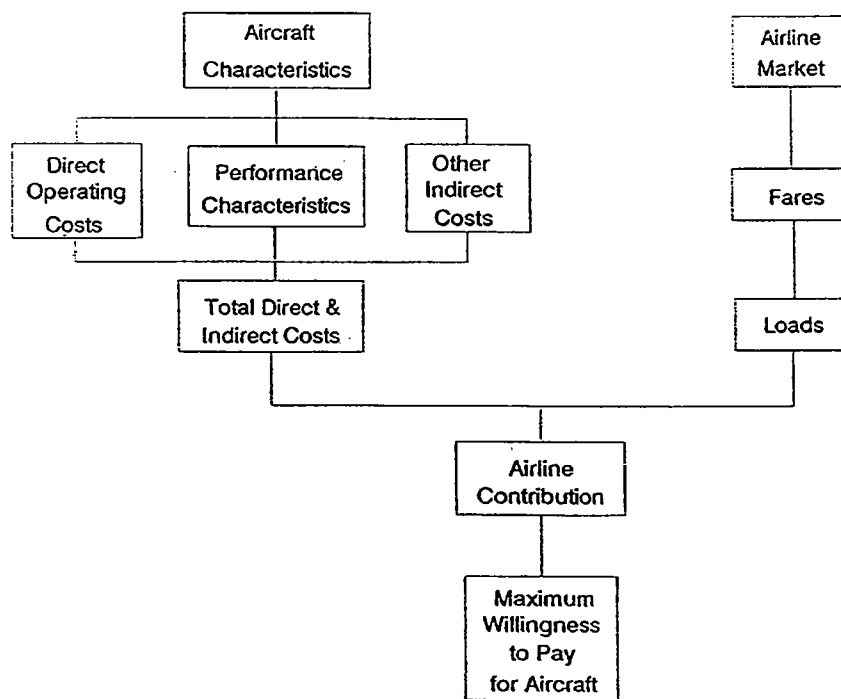 Aircraft
Characteristics
Airline
Market
Direct
Operating
Costs
Performance
Characteristics
Other
Indirect
Costs
Fares
Total Direct &
Indirect Costs
Loads
Airline
Contribution
Maximum
Willingness
to Pay
for Aircraft